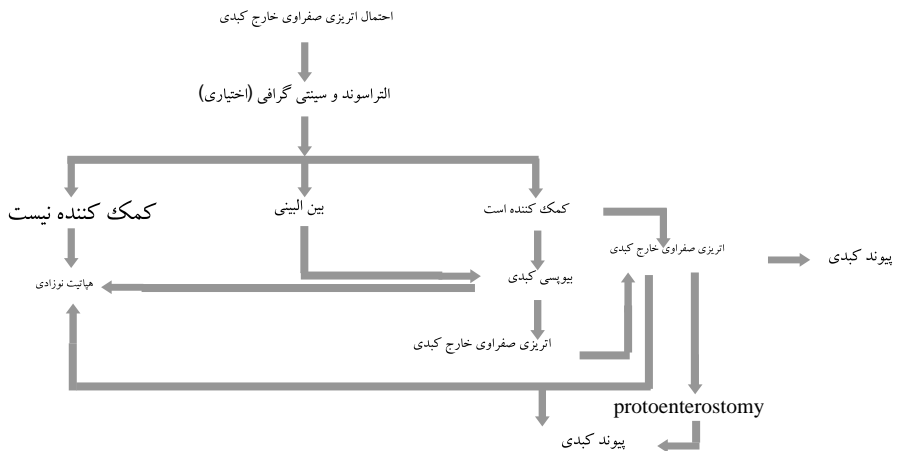 احتمال اتریزی صفراوی خارج کبدی
التراسوند و سینتی گرافی (اختیاری)
کمک کننده است
بین البینی
کمک کننده نیست
اتریزی صفراوی خارج کبدی
پیوند کبدی
بیوپسی کبدی
هپاتیت نوزادی
اتریزی صفراوی خارج کبدی
protoenterostomy
پیوند کبدی